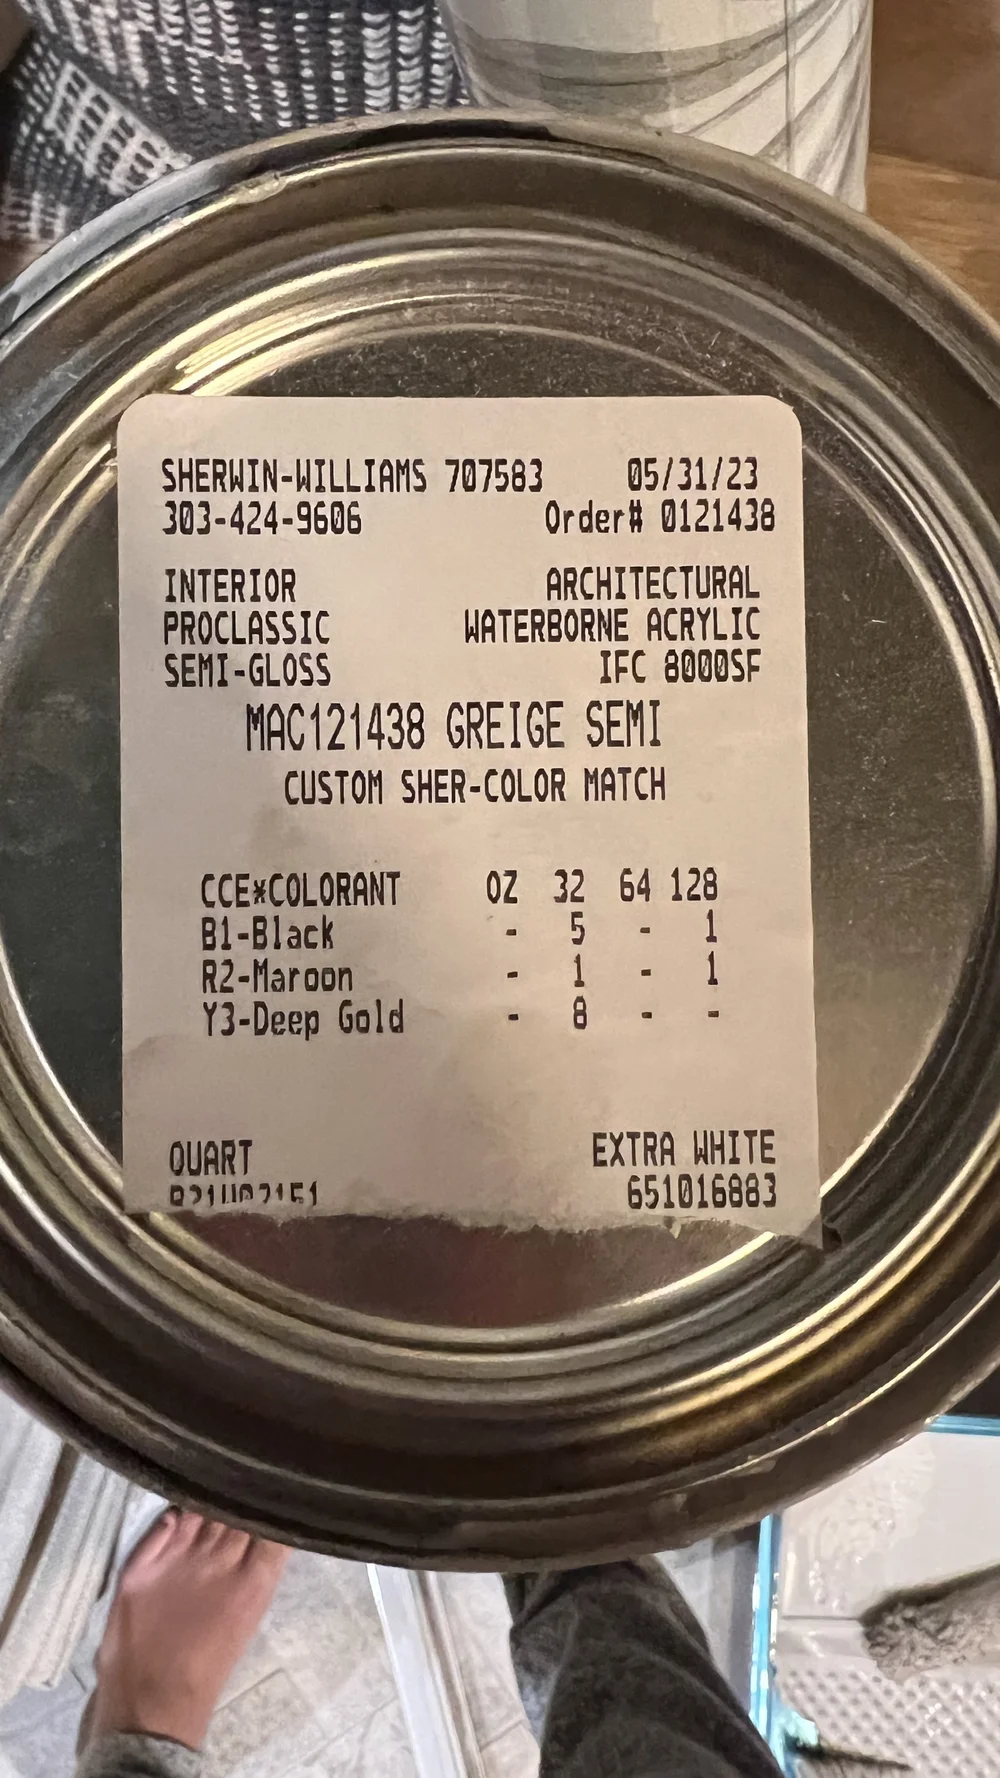 SHERWIN-WILLIAMS 707583 05/31/23
303-424-9606 Order# 0121438
INTERIOR ARCHITECTURAL
PROCLASSIC WATERBORNE ACRYLIC
SEMI-GLOSS IFC 8000SF
MAC121438 GREIGE SEMI
CUSTOM SHER-COLOR MATCH
CCE*COLORANT OZ 32 64 128
B1-Black - 5 - 1
R2-Maroon - 1 - 1
Y3-Deep Gold - 8 - -
QUART EXTRA WHITE
651016883